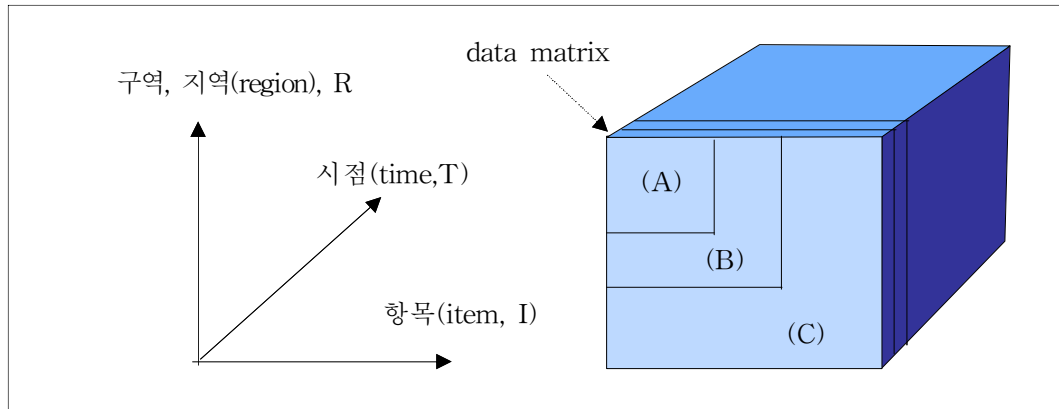 구역, 지역(region), R
시점(time,T)
항목(item, I)
data matrix
(A)
(B)
(C)